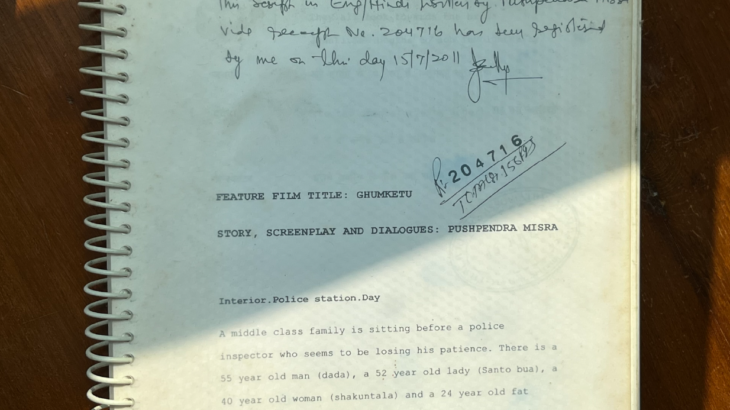 This script in Eng/Hindi written by Pushpendra Misra
vide receipt No. 204716 has been registered
by me on this day 15/7/2011
R. 204716
FEATURE FILM TITLE: GHUMKETU
STORY, SCREENPLAY AND DIALOGUES: PUSHPENDRA MISRA
Interior.Police station.Day
A middle class family is sitting before a police
inspector who seems to be losing his patience. There is a
55 year old man (dada), a 52 year old lady (Santo bua), a
40 year old woman (shakuntala) and a 24 year old fat